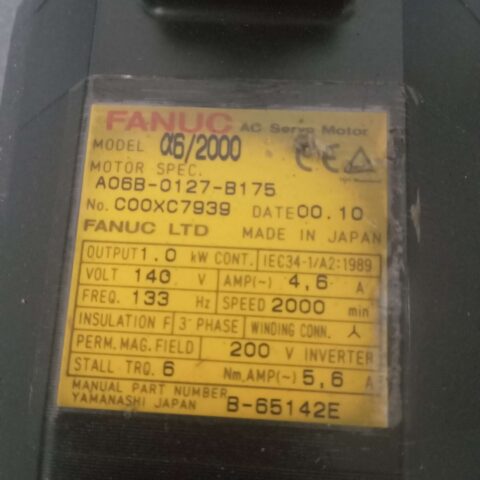 FANUC AC Servo Motor
MODEL α6/2000
MOTOR SPEC.
A06B-0127-B175
No. C00XC7939 DATE 00.10
FANUC LTD MADE IN JAPAN
OUTPUT 1.0 kW CONT. IEC34-1/A2:1989
VOLT 140 V AMP(~) 4,6 A
FREQ. 133 Hz SPEED 2000 min
INSULATION F 3~ PHASE WINDING CONN. ⅄
PERM. MAG. FIELD 200 V INVERTER
STALL TRQ. 6 Nm, AMP(~) 5,6 A
MANUAL PART NUMBER
YAMANASHI JAPAN B-65142E